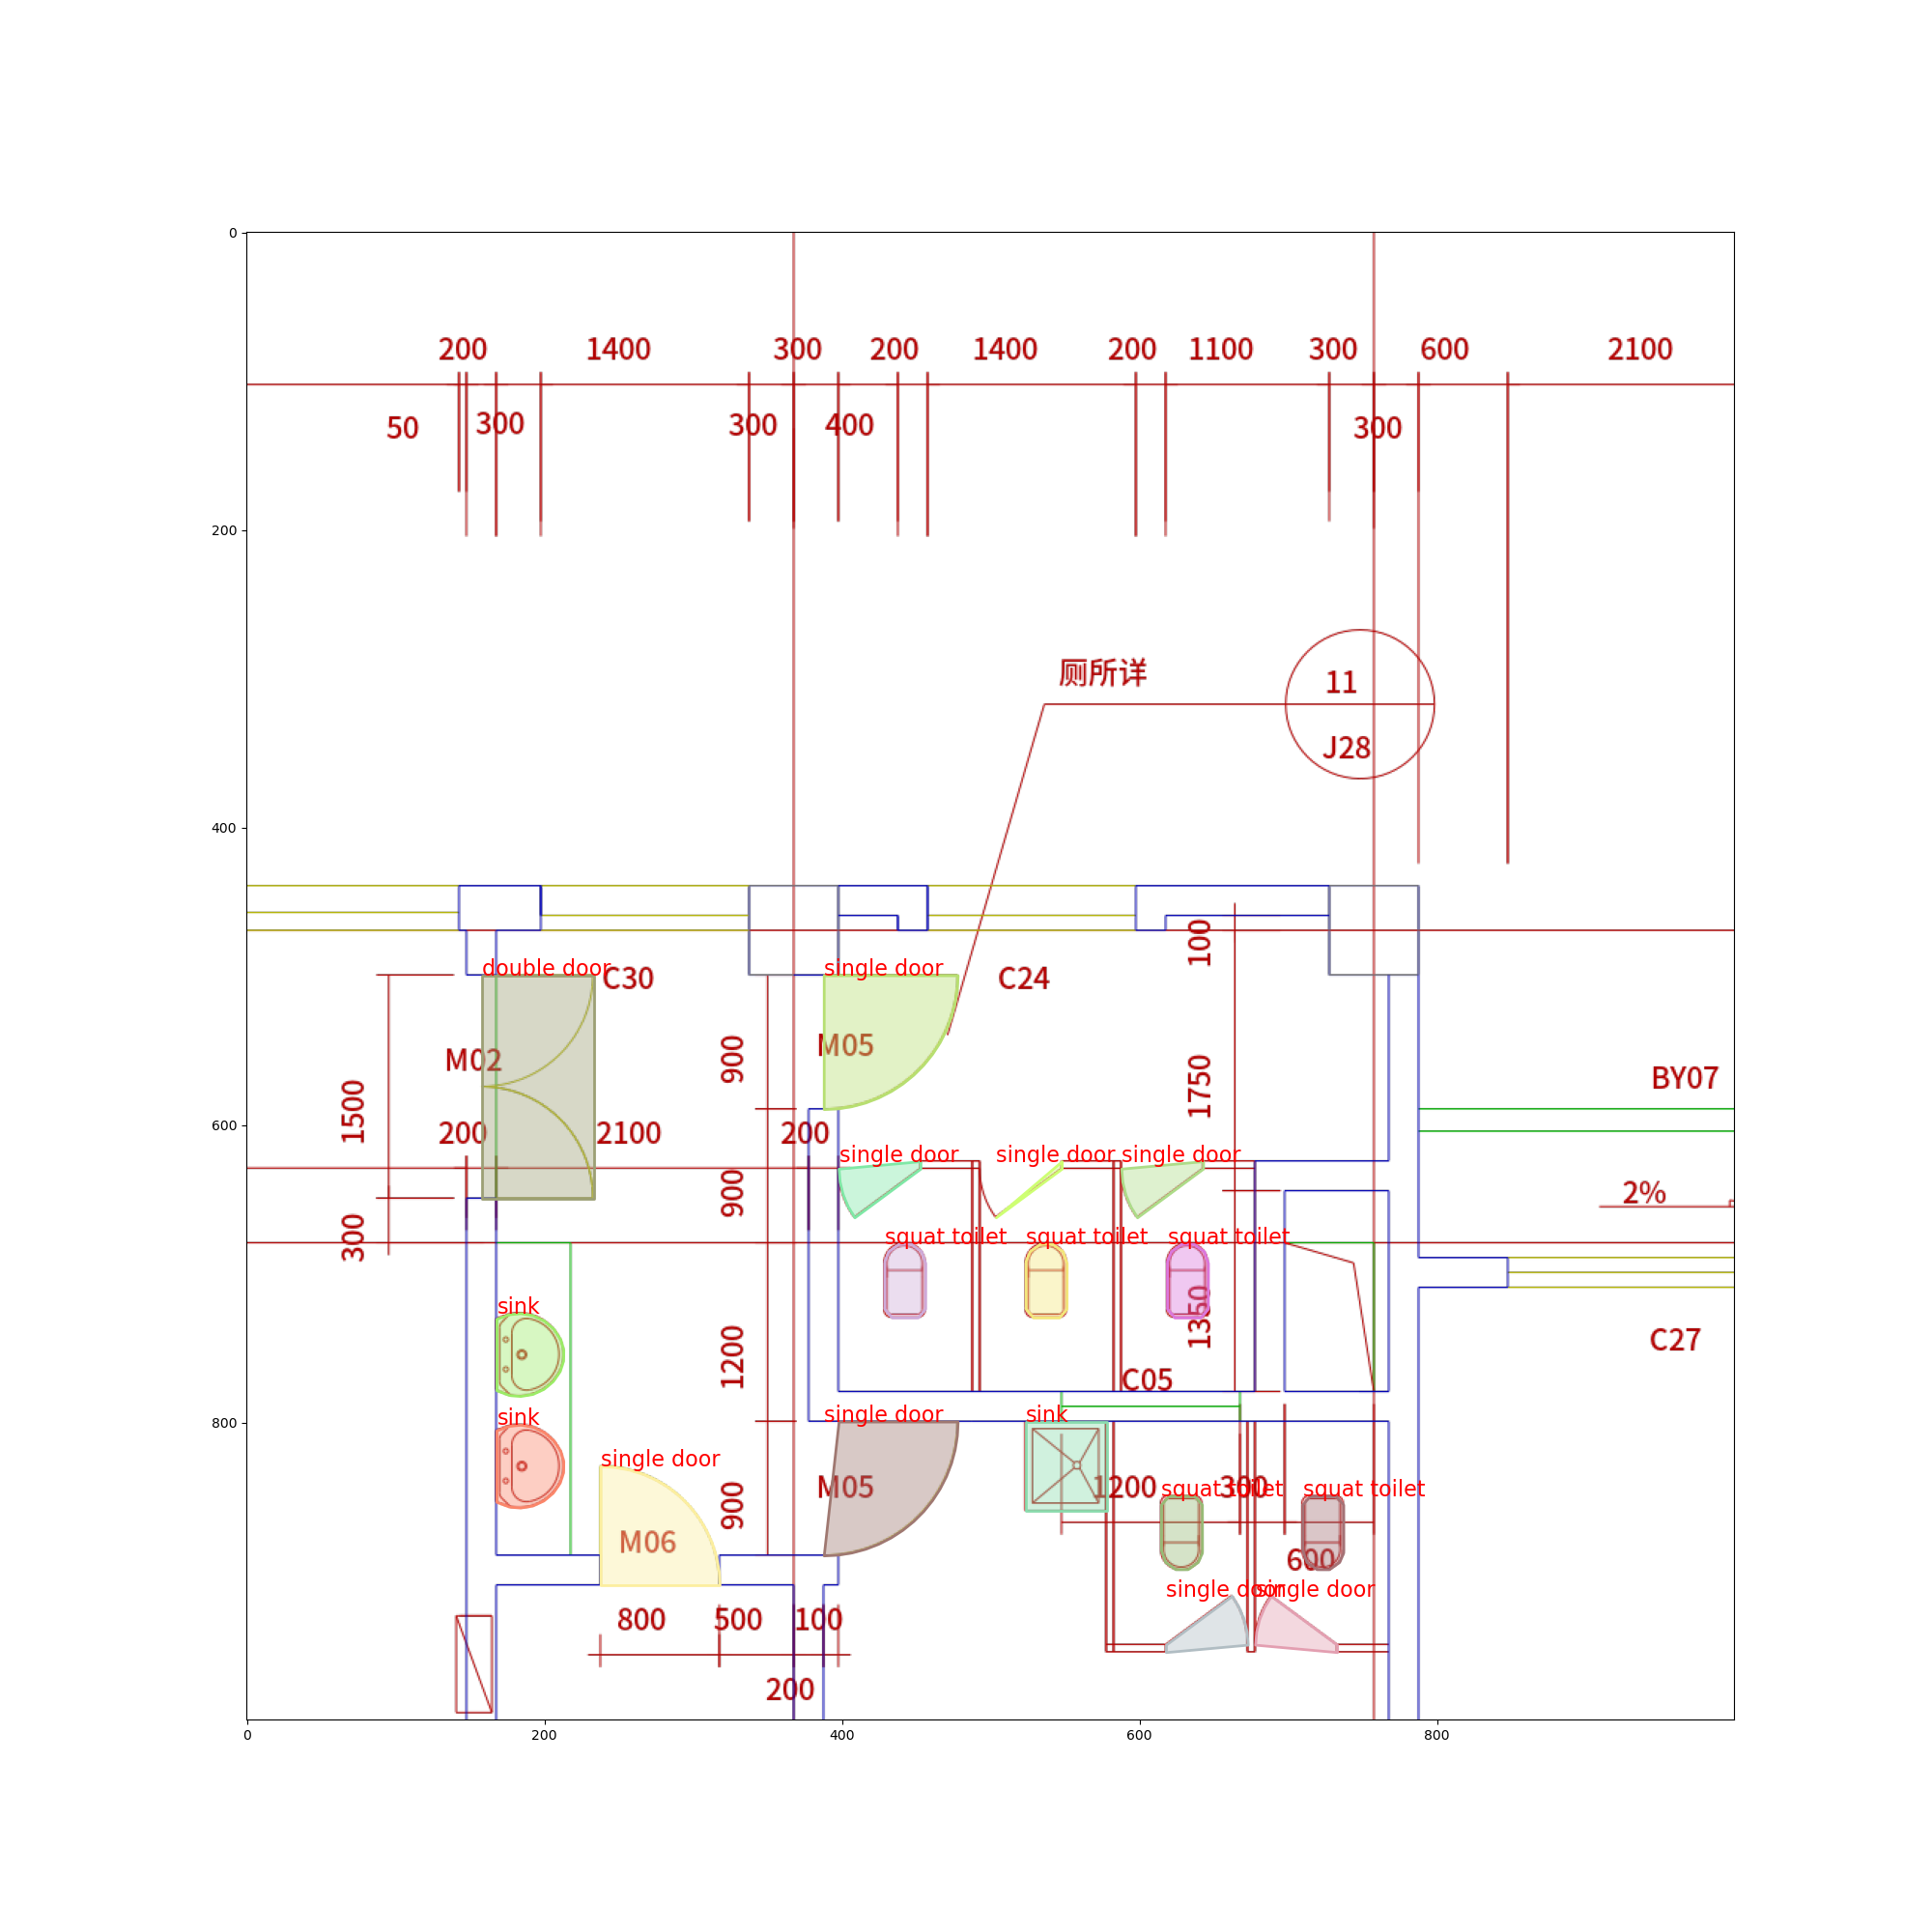 0
200 1400 300 200 1400 200 1100 300 600 2100
50 300 300 400 300
200
厕所详
11
J28
400
100
double door C30 single door C24
M02 M05 900 1750 BY07
1500
600
200 2100 200
single door single door single door
900 2%
300
squat toilet squat toilet squat toilet
sink
1350
1200 C05 C27
800
sink single door sink
single door
M05 1200 300
squat toilet squat toilet
900
M06 600
single door single door
800 500 100
200
0 200 400 600 800